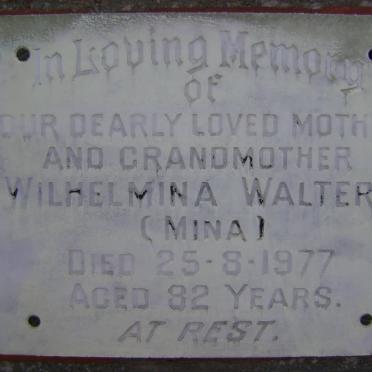 In Loving Memory
of
OUR DEARLY LOVED MOTH
AND GRANDMOTHER
WILHELMINA WALTER
(MINA)
DIED 25-8-1977
AGED 82 YEARS.
AT REST.